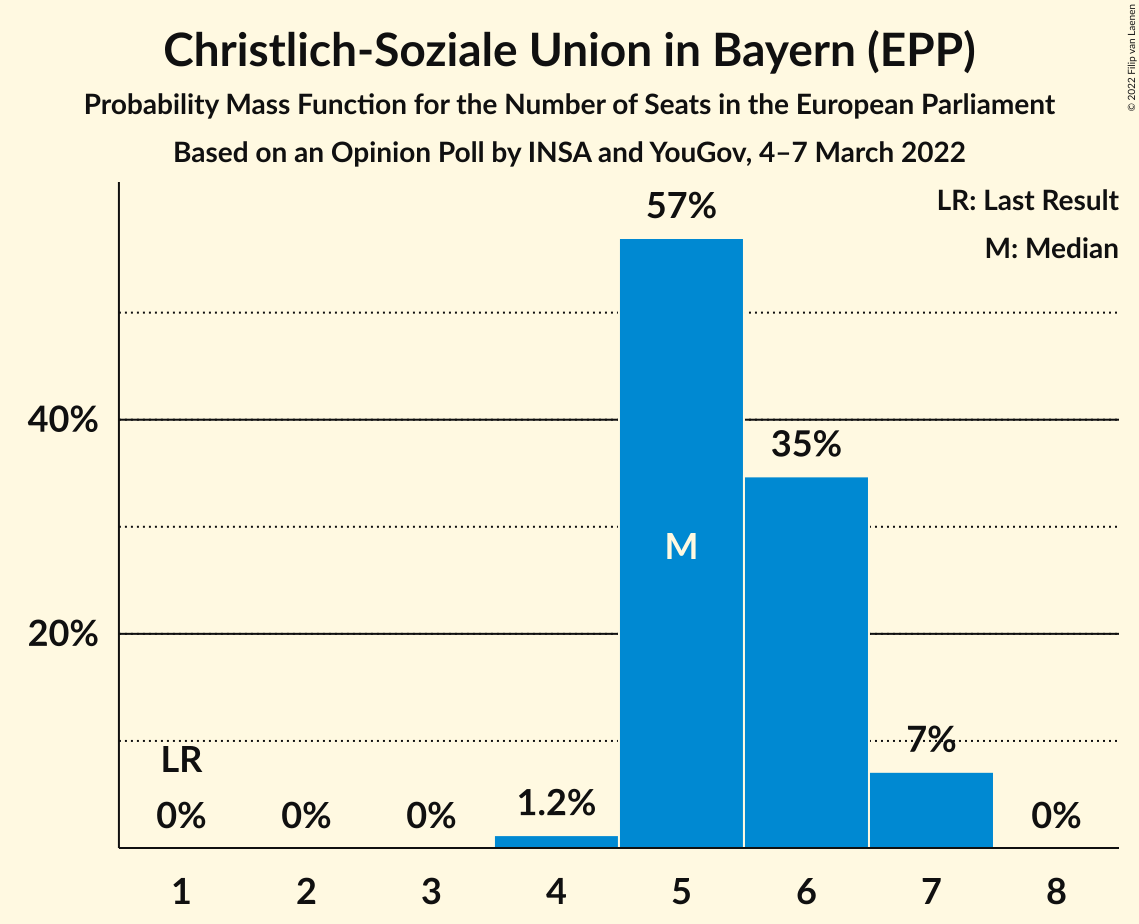 Christlich-Soziale Union in Bayern (EPP)
Probability Mass Function for the Number of Seats in the European Parliament
Based on an Opinion Poll by INSA and YouGov, 4–7 March 2022
© 2022 Filip van Laenen
LR: Last Result
M: Median
57%
40%
35%
M
20%
LR
7%
0% 0% 0% 1.2% 0%
1 2 3 4 5 6 7 8